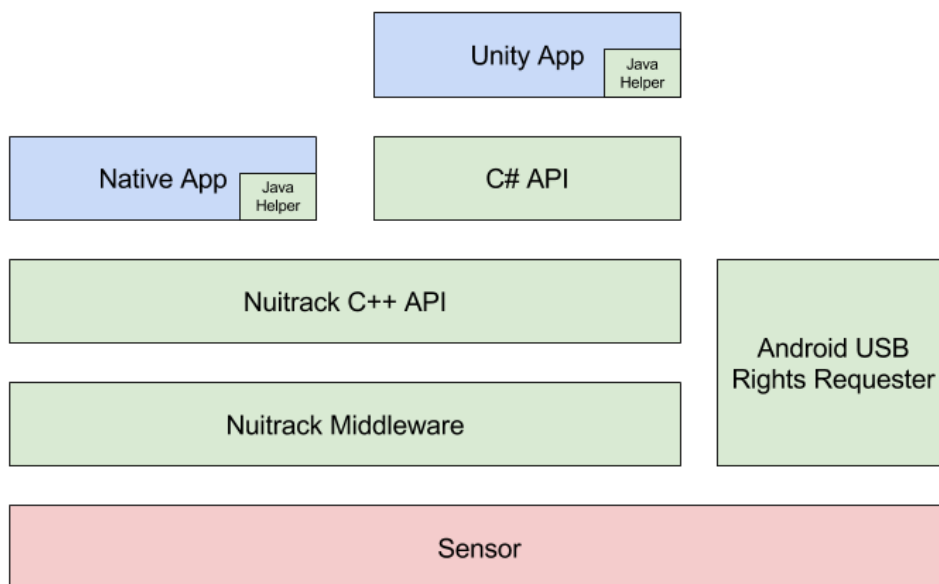 Unity App
Java
Helper
Native App
Java
Helper
C# API
Nuitrack C++ API
Android USB
Rights Requester
Nuitrack Middleware
Sensor